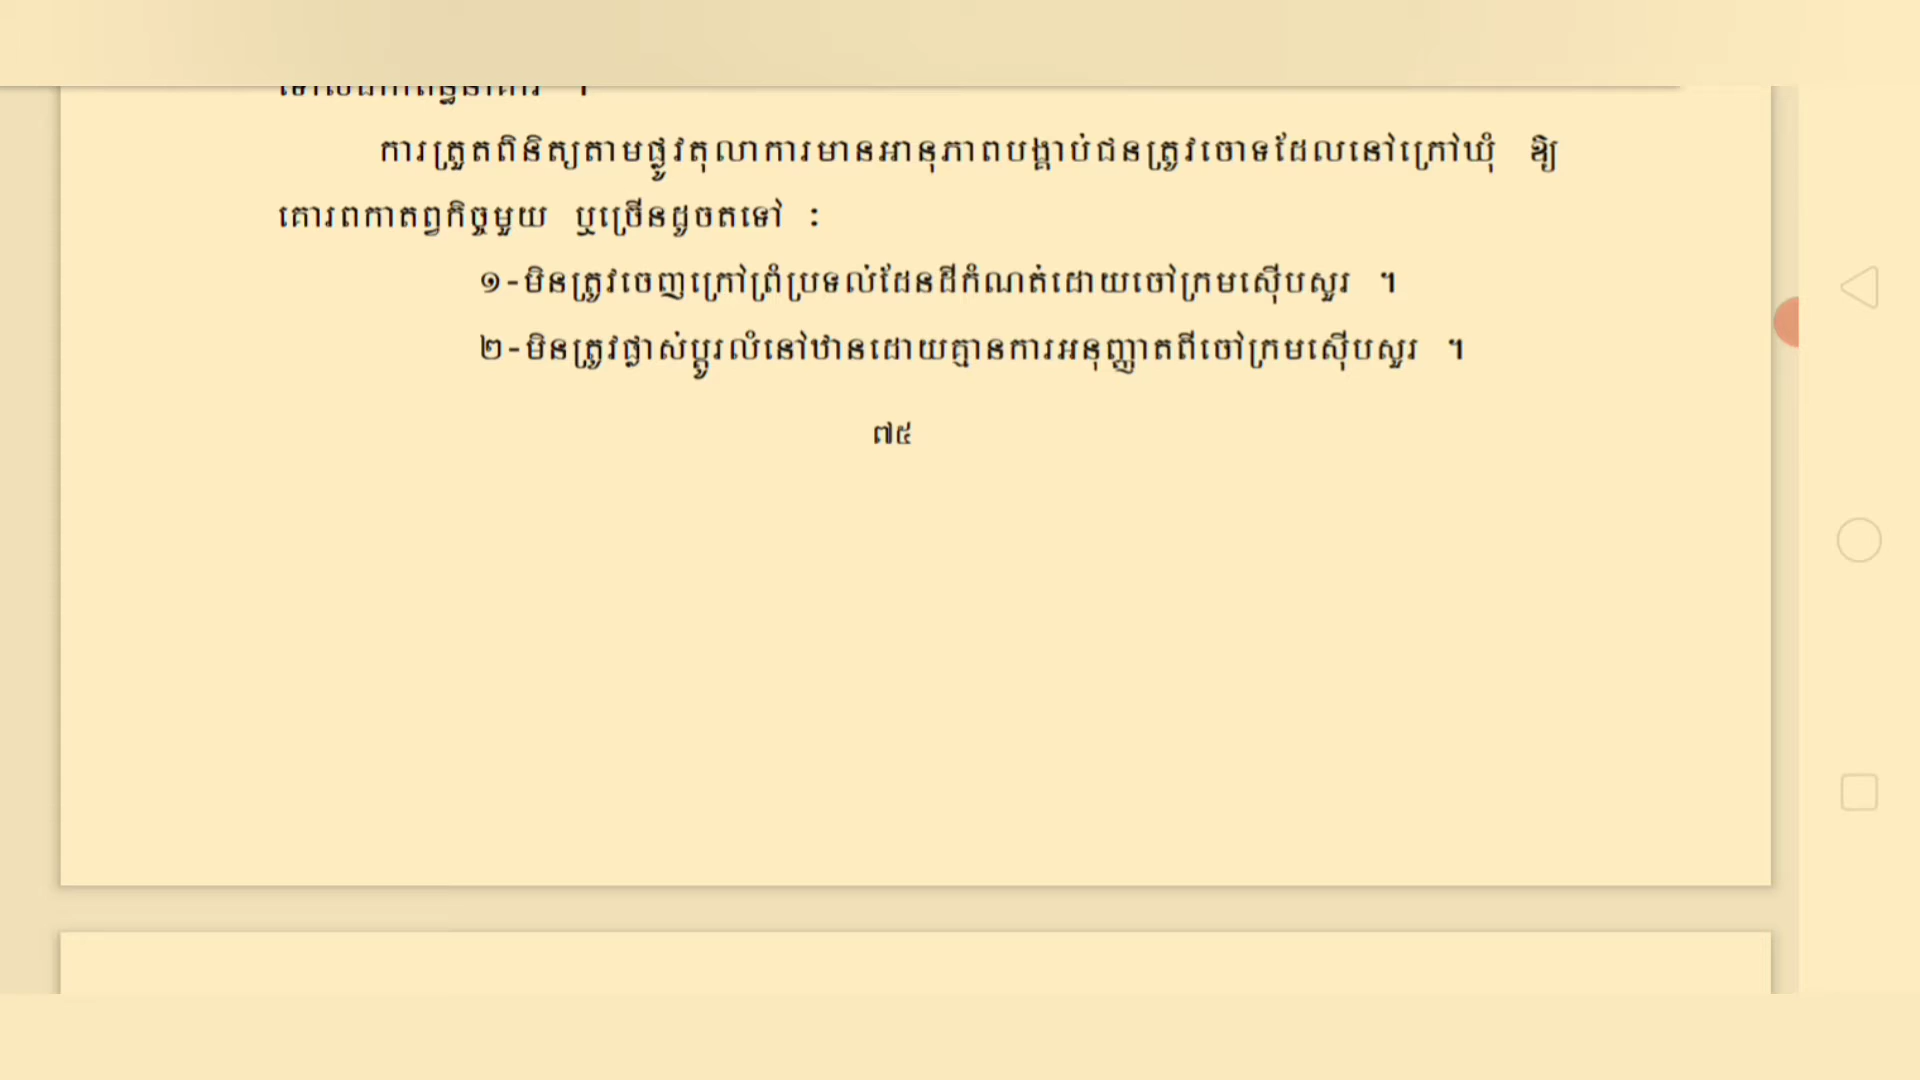 ការត្រួតពិនិត្យតាមផ្លូវតុលាការមានអានុភាពបង្គាប់ជនត្រូវចោទដែលនៅក្រៅឃុំ ឱ្យ
គោរពកាតព្វកិច្ចមួយ ឬច្រើនដូចតទៅ ៖
១-មិនត្រូវចេញក្រៅព្រំប្រទល់ដែនដីកំណត់ដោយចៅក្រមស៊ើបសួរ ។
២-មិនត្រូវផ្លាស់ប្តូរលំនៅឋានដោយគ្មានការអនុញ្ញាតពីចៅក្រមស៊ើបសួរ ។
៧៥